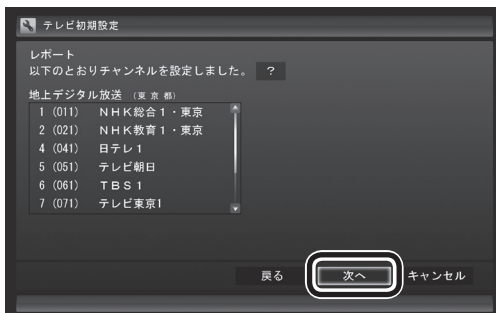 テレビ初期設定
レポート
以下のとおりチャンネルを設定しました。 ?
地上デジタル放送 (東京都)
1 (011) NHK総合1・東京
2 (021) NHK教育1・東京
4 (041) 日テレ1
5 (051) テレビ朝日
6 (061) TBS1
7 (071) テレビ東京1
戻る 次へ キャンセル